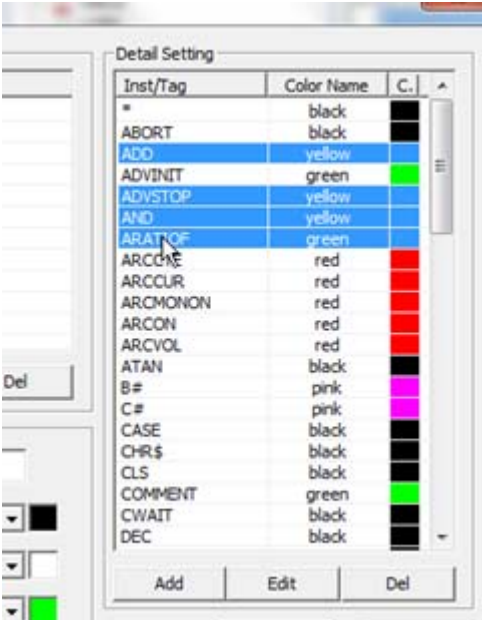 Detail Setting
Inst/Tag Color Name C.
* black
ABORT black
ADD yellow
ADVINIT green
ADVSTOP yellow
AND yellow
green
red
ARCCUR red
ARCMONON red
ARCON red
ARCVOL red
ATAN black
B# pink
C# pink
CASE black
CHR$ black
CLS black
COMMENT green
CWAIT black
DEC black
Del
Add Edit Del